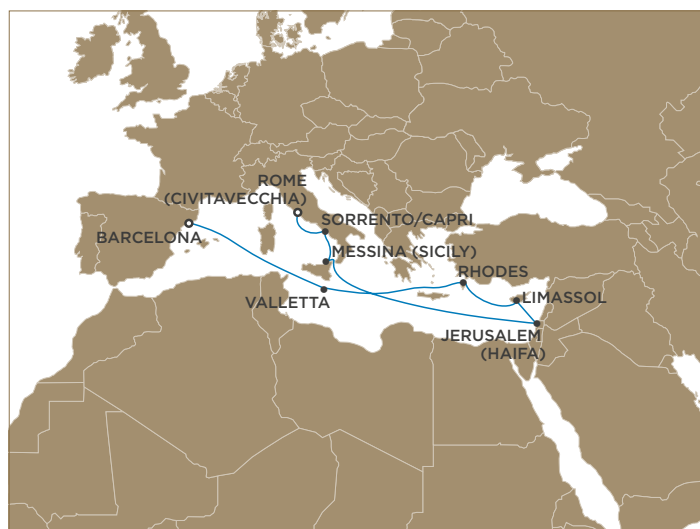 ROME
(CIVITAVECCHIA)
SORRENTO/CAPRI
BARCELONA
MESSINA (SICILY)
RHODES
VALLETTA
LIMASSOL
JERUSALEM
(HAIFA)